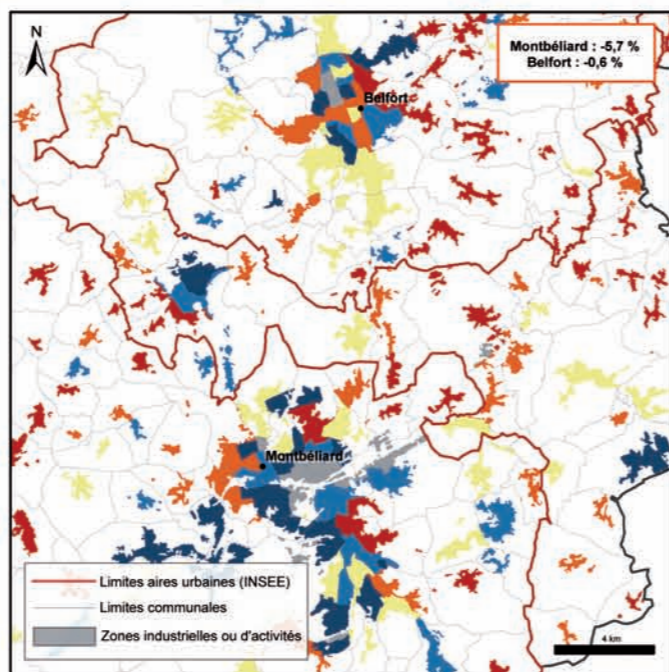 N
Montbéliard : -5,7 %
Belfort : -0,6 %
Belfort
Montbéliard
Limites aires urbaines (INSEE)
Limites communales
Zones industrielles ou d'activités
4 km